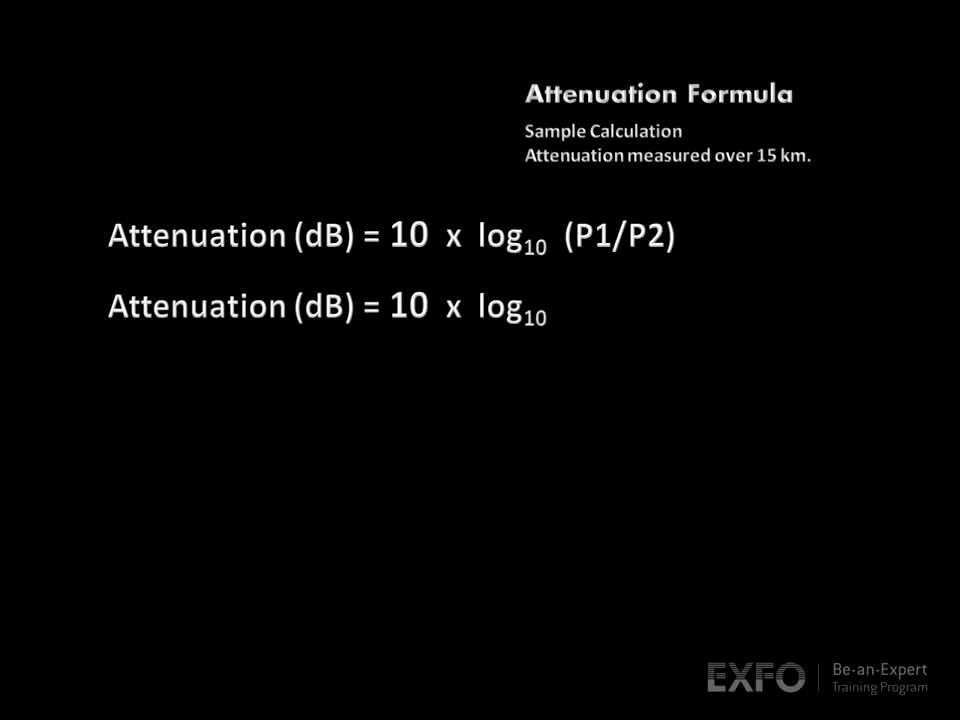 Attenuation Formula
Sample Calculation
Attenuation measured over 15 km.
Attenuation (dB) = 10 x log10 (P1/P2)
Attenuation (dB) = 10 x log10
EXFO Be-an-Expert
Training Program